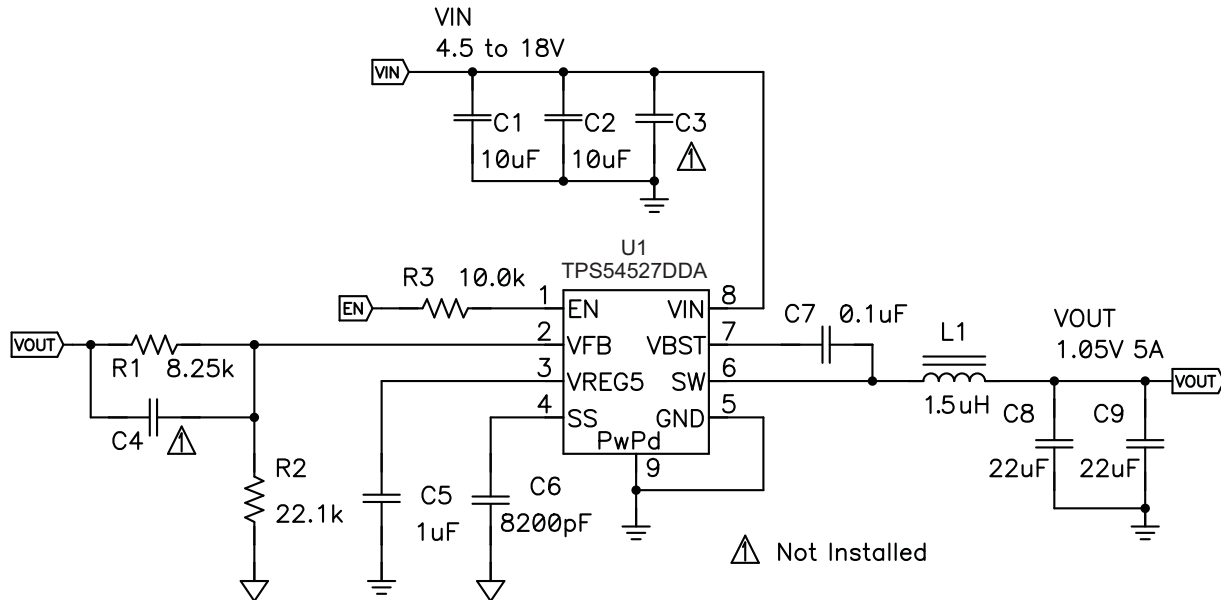 VIN
4.5 to 18V
VIN
C1
C2
C3
10uF
10uF
1
U1
TPS54527DDA
R3 10.0k
EN
1
EN
VIN
8
C7 0.1uF
VOUT
R1 8.25k
2
VFB
VBST
7
L1
VOUT
1.05V 5A
3
VREG5
SW
6
VOUT
1.5uH
C4
1
4
SS
GND
5
C8
C9
PwPd
9
22uF
22uF
R2
22.1k
C5
1uF
C6
8200pF
1 Not Installed